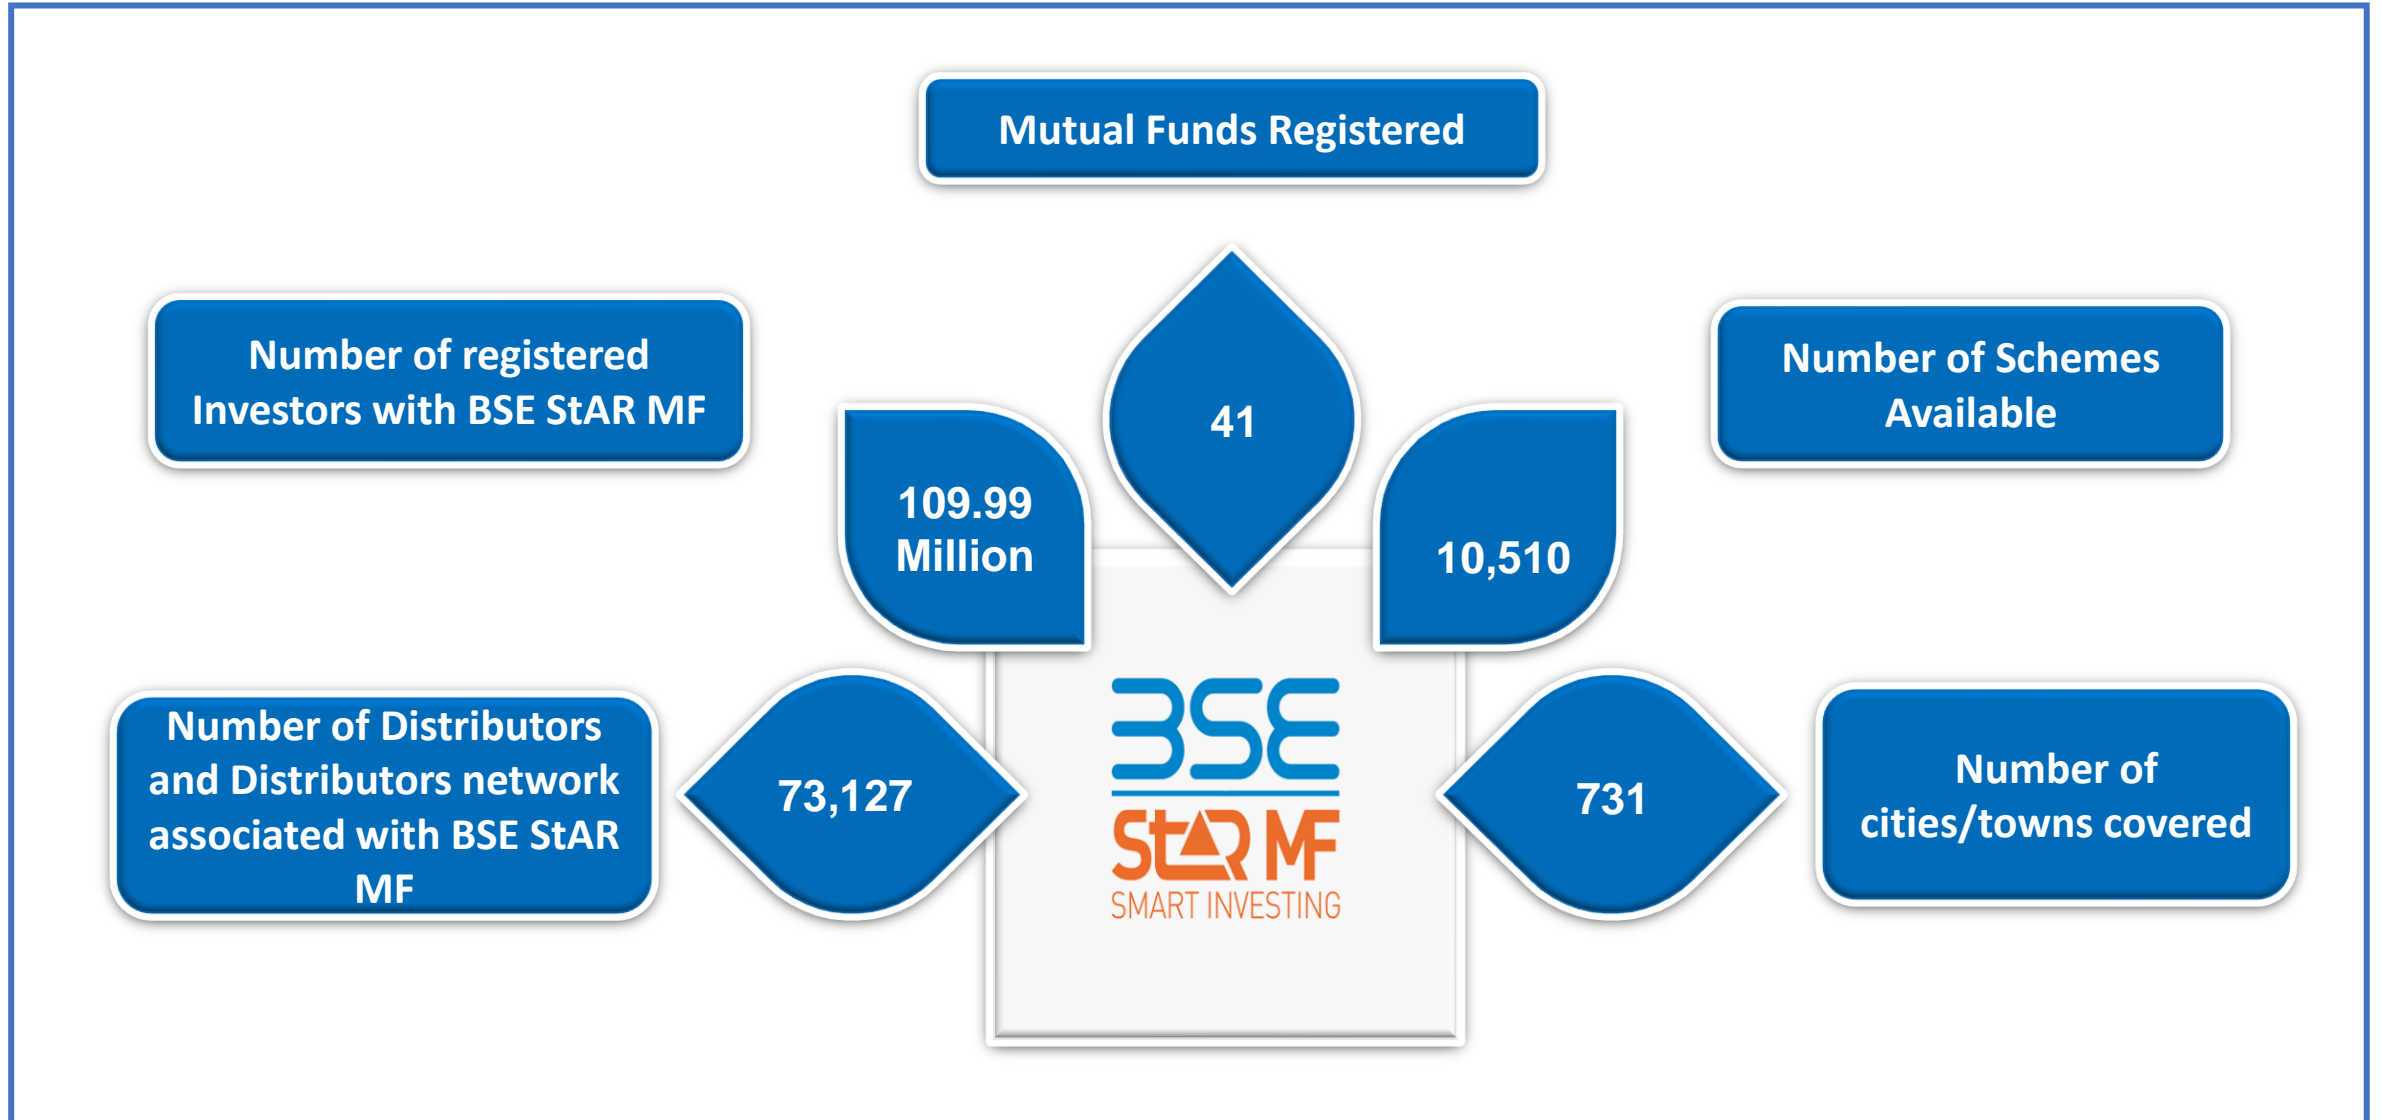 Mutual Funds Registered
41
Number of registered
Investors with BSE StAR MF
109.99
Million
Number of Schemes
Available
10,510
Number of Distributors
and Distributors network
associated with BSE StAR
MF
73,127
BSE
StAR MF
SMART INVESTING
731
Number of
cities/towns covered